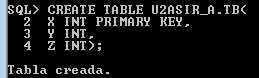 SQL> CREATE TABLE U2ASIR_A.TB(
2 X INT PRIMARY KEY,
3 Y INT,
4 Z INT);
Tabla creada.